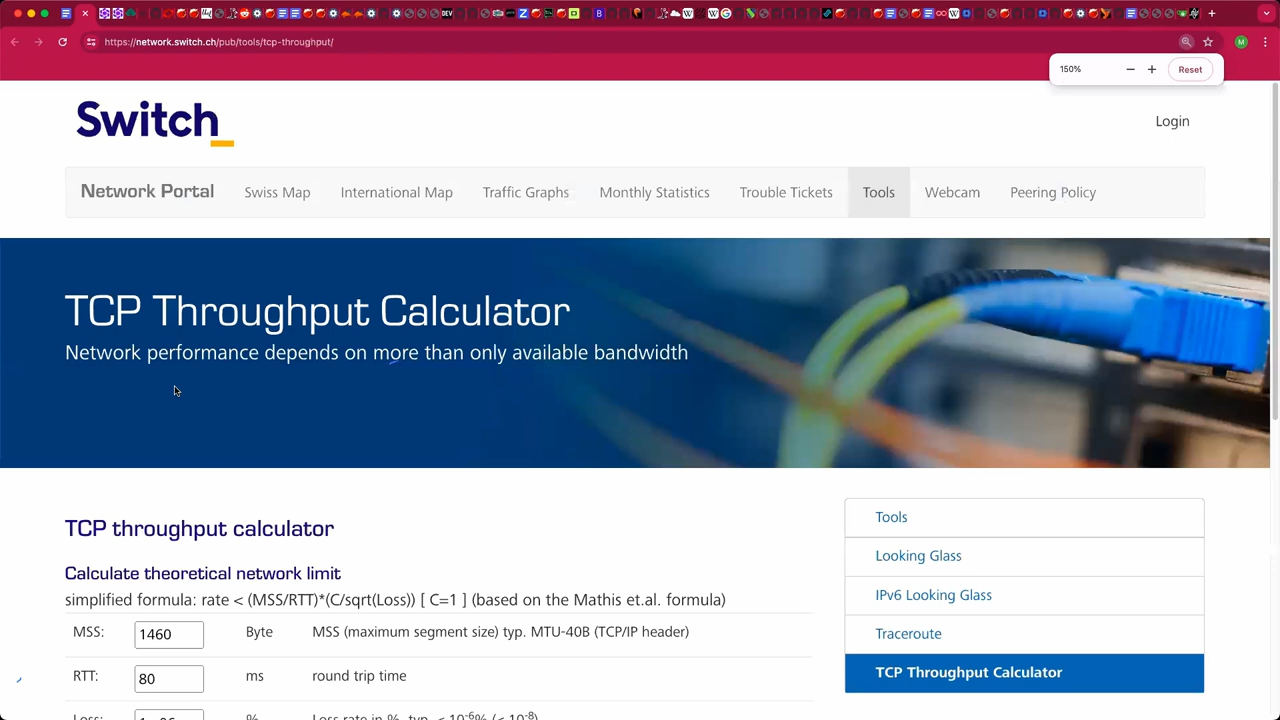 https://network.switch.ch/pub/tools/tcp-throughput/
150%
Reset
Switch_
Login
Network Portal Swiss Map International Map Traffic Graphs Monthly Statistics Trouble Tickets Tools Webcam Peering Policy
TCP Throughput Calculator
Network performance depends on more than only available bandwidth
TCP throughput calculator
Calculate theoretical network limit
simplified formula: rate < (MSS/RTT)*(C/sqrt(Loss)) [ C=1 ] (based on the Mathis et.al. formula)
MSS: 1460 Byte MSS (maximum segment size) typ. MTU-40B (TCP/IP header)
RTT: 80 ms round trip time
Tools
Looking Glass
IPv6 Looking Glass
Traceroute
TCP Throughput Calculator